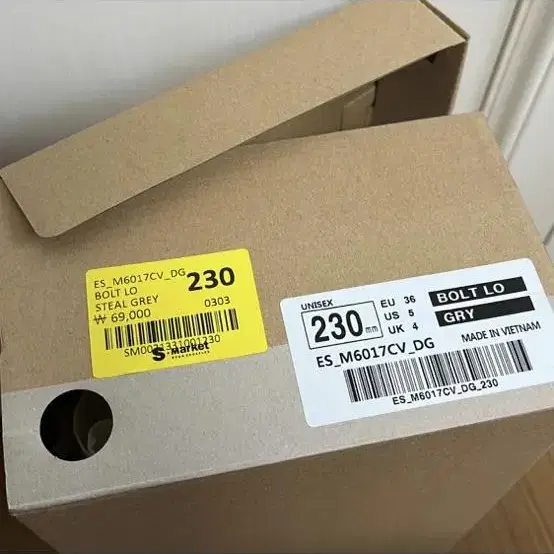 ES_M6017CV_DG 230
BOLT LO
STEAL GREY
₩ 69,000 0303
SM0021331001230
S-Market
UNISEX
230 mm
EU 36
US 5
UK 4
BOLT LO
GRY
ES_M6017CV_DG
MADE IN VIETNAM
ES_M6017CV_DG_230